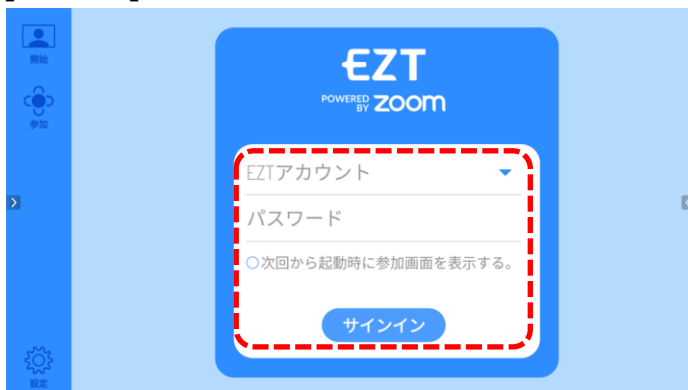 開始
参加
設定
EZT
POWERED BY zoom
EZTアカウント
パスワード
○次回から起動時に参加画面を表示する。
サインイン